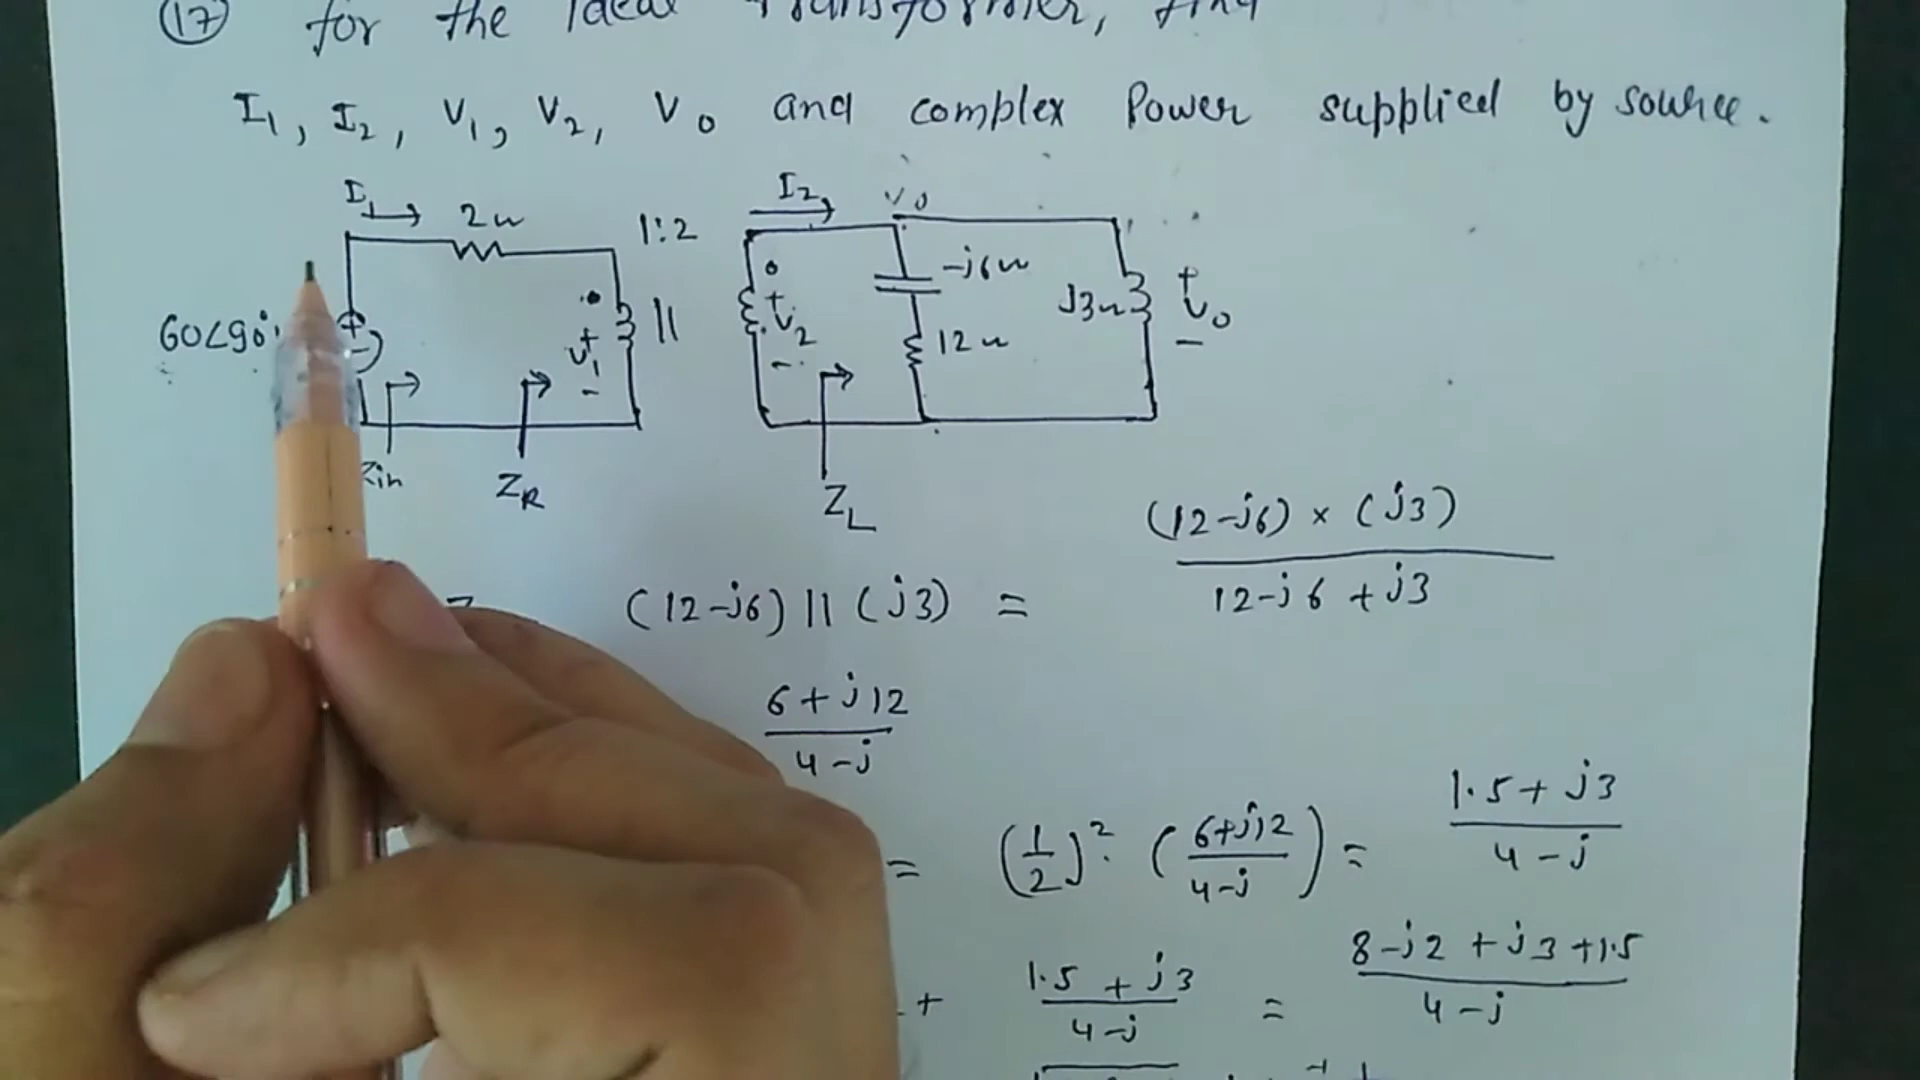 (17) for the ideal transformer, find
I1, I2, V1, V2, V0 and complex Power supplied by source.
I1 → 2ω 1:2 I2 → V0
-j6ω
60<90° + - V1 + - || + V2 - 12ω J3ω + V0 -
Zin ZR ZL
(12-j6) × (j3)
(12-j6) || (j3) = 12-j6 + j3
6+j12
4-j
= (1/2)². (6+j12/4-j) = 1.5+j3/4-j
+ 1.5+j3/4-j = 8-j2+j3+1.5/4-j